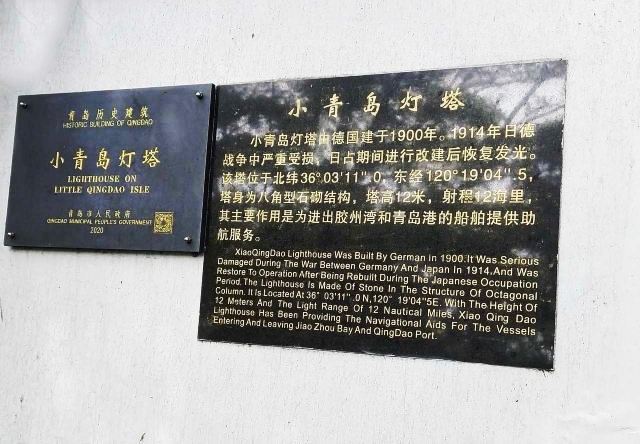 青岛历史建筑
HISTORIC BUILDING OF QINGDAO
小青岛灯塔
LIGHTHOUSE ON
LITTLE QINGDAO ISLE
青岛市人民政府
QINGDAO MUNICIPAL PEOPLE'S GOVERNMENT
2020
小青岛灯塔
小青岛灯塔由德国建于1900年。1914年日德
战争中严重受损，日占期间进行改建后恢复发光。
该塔位于北纬36°03′11″.0，东经120°19′04″.5，
塔身为八角型石砌结构，塔高12米，射程12海里，
其主要作用是为进出胶州湾和青岛港的船舶提供助
航服务。
XiaoQingDao Lighthouse Was Built By German in 1900.It Was Serious
Damaged During The War Between Germany And Japan In 1914.And Was
Restore To Operation After Being Rebuilt During The Japanese Occupation
Period. The Lighthouse Is Made Of Stone In The Structure Of Octagonal
Column. It Is Located At 36° 03'11" .0 N,120° 19'04"5E. With The Height Of
12 Meters And The Light Range Of 12 Nautical Miles, Xiao Qing Dao
Lighthouse Has Been Providing The Navigational Aids For The Vessels
Entering And Leaving Jiao Zhou Bay And QingDao Port.